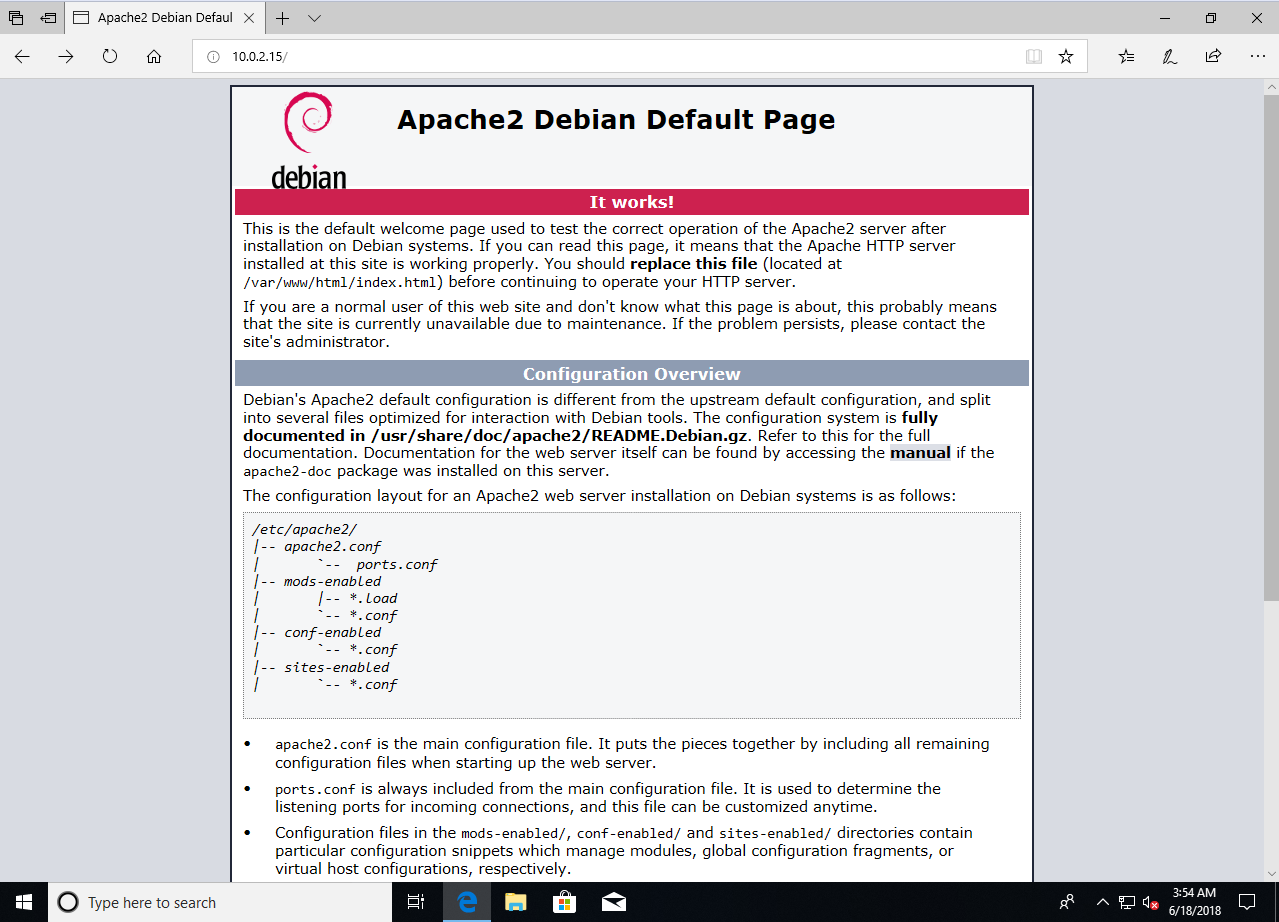 Apache2 Debian Defaul
10.0.2.15/
debian
Apache2 Debian Default Page
It works!
This is the default welcome page used to test the correct operation of the Apache2 server after
installation on Debian systems. If you can read this page, it means that the Apache HTTP server
installed at this site is working properly. You should replace this file (located at
/var/www/html/index.html) before continuing to operate your HTTP server.
If you are a normal user of this web site and don't know what this page is about, this probably means
that the site is currently unavailable due to maintenance. If the problem persists, please contact the
site's administrator.
Configuration Overview
Debian's Apache2 default configuration is different from the upstream default configuration, and split
into several files optimized for interaction with Debian tools. The configuration system is fully
documented in /usr/share/doc/apache2/README.Debian.gz. Refer to this for the full
documentation. Documentation for the web server itself can be found by accessing the manual if the
apache2-doc package was installed on this server.
The configuration layout for an Apache2 web server installation on Debian systems is as follows:
/etc/apache2/
|-- apache2.conf
|       `--  ports.conf
|-- mods-enabled
|       |-- *.load
|       `-- *.conf
|-- conf-enabled
|       `-- *.conf
|-- sites-enabled
|       `-- *.conf
• apache2.conf is the main configuration file. It puts the pieces together by including all remaining
configuration files when starting up the web server.
• ports.conf is always included from the main configuration file. It is used to determine the
listening ports for incoming connections, and this file can be customized anytime.
• Configuration files in the mods-enabled/, conf-enabled/ and sites-enabled/ directories contain
particular configuration snippets which manage modules, global configuration fragments, or
virtual host configurations, respectively.
Type here to search
3:54 AM
6/18/2018